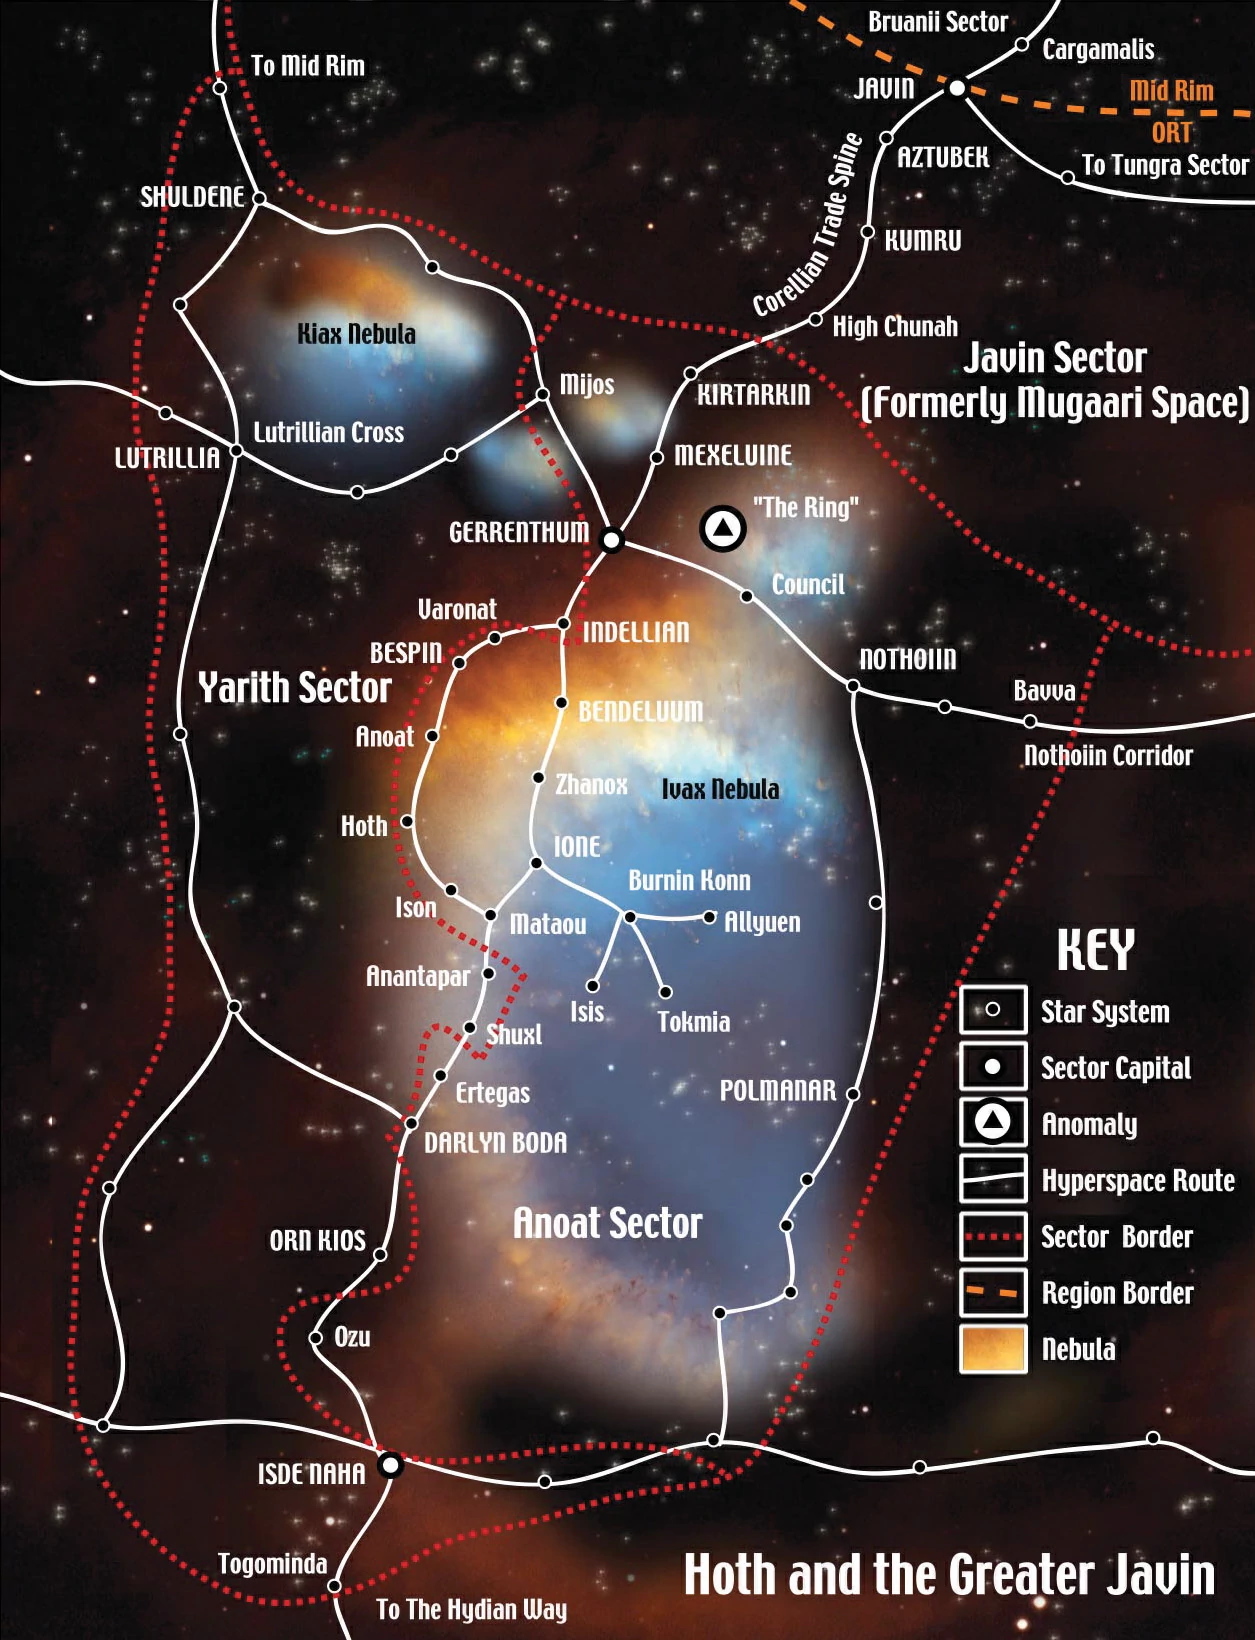 Bruanii Sector
Cargamalis
To Mid Rim
JAVIN
Mid Rim
ORT
AZTUBEK
To Tungra Sector
SHULDENE
KUMRU
Corellian Trade Spine
High Chunah
Kiax Nebula
Javin Sector
(Formerly Mugaari Space)
Mijos
KIRTARKIN
Lutrillian Cross
LUTRILLIA
MEXELUINE
"The Ring"
GERRENTHUM
Council
Varonat
INDELLIAN
BESPIN
NOTHOIIN
Yarith Sector
Bavva
BENDELUUM
Anoat
Nothoiin Corridor
Zhanox
Ivax Nebula
Hoth
IONE
Burnin Konn
Ison
Mataou
Allyuen
KEY
Anantapar
Isis
Tokmia
Star System
Shuxl
Sector Capital
Ertegas
POLMANAR
Anomaly
DARLYN BODA
Hyperspace Route
Anoat Sector
ORN KIOS
Sector Border
Region Border
Ozu
Nebula
ISDE NAHA
Togominda
Hoth and the Greater Javin
To The Hydian Way